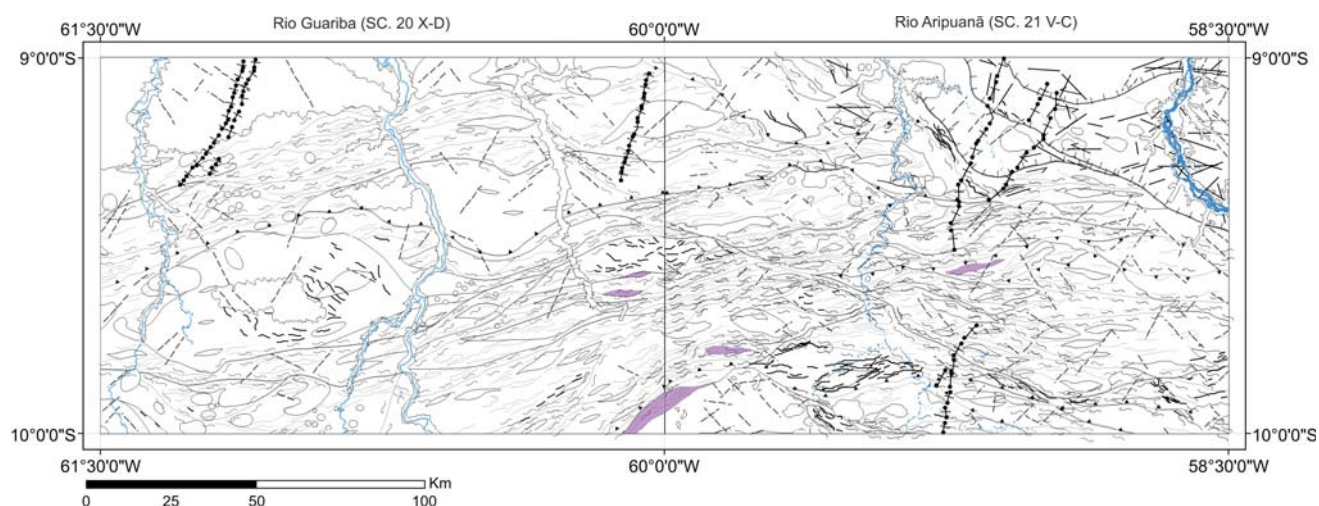 61°30'0"W Rio Guariba (SC. 20 X-D) 60°0'0"W Rio Aripuanã (SC. 21 V-C) 58°30'0"W
9°0'0"S 9°0'0"S
10°0'0"S 10°0'0"S
61°30'0"W 60°0'0"W 58°30'0"W
Km
0 25 50 100